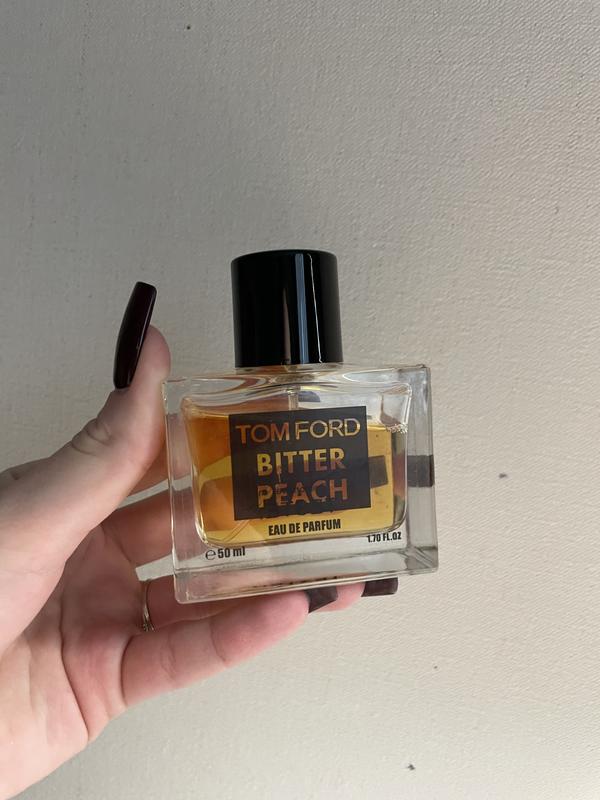 TOM FORD
BITTER
PEACH
EAU DE PARFUM
℮50 ml 1.70 FL.OZ